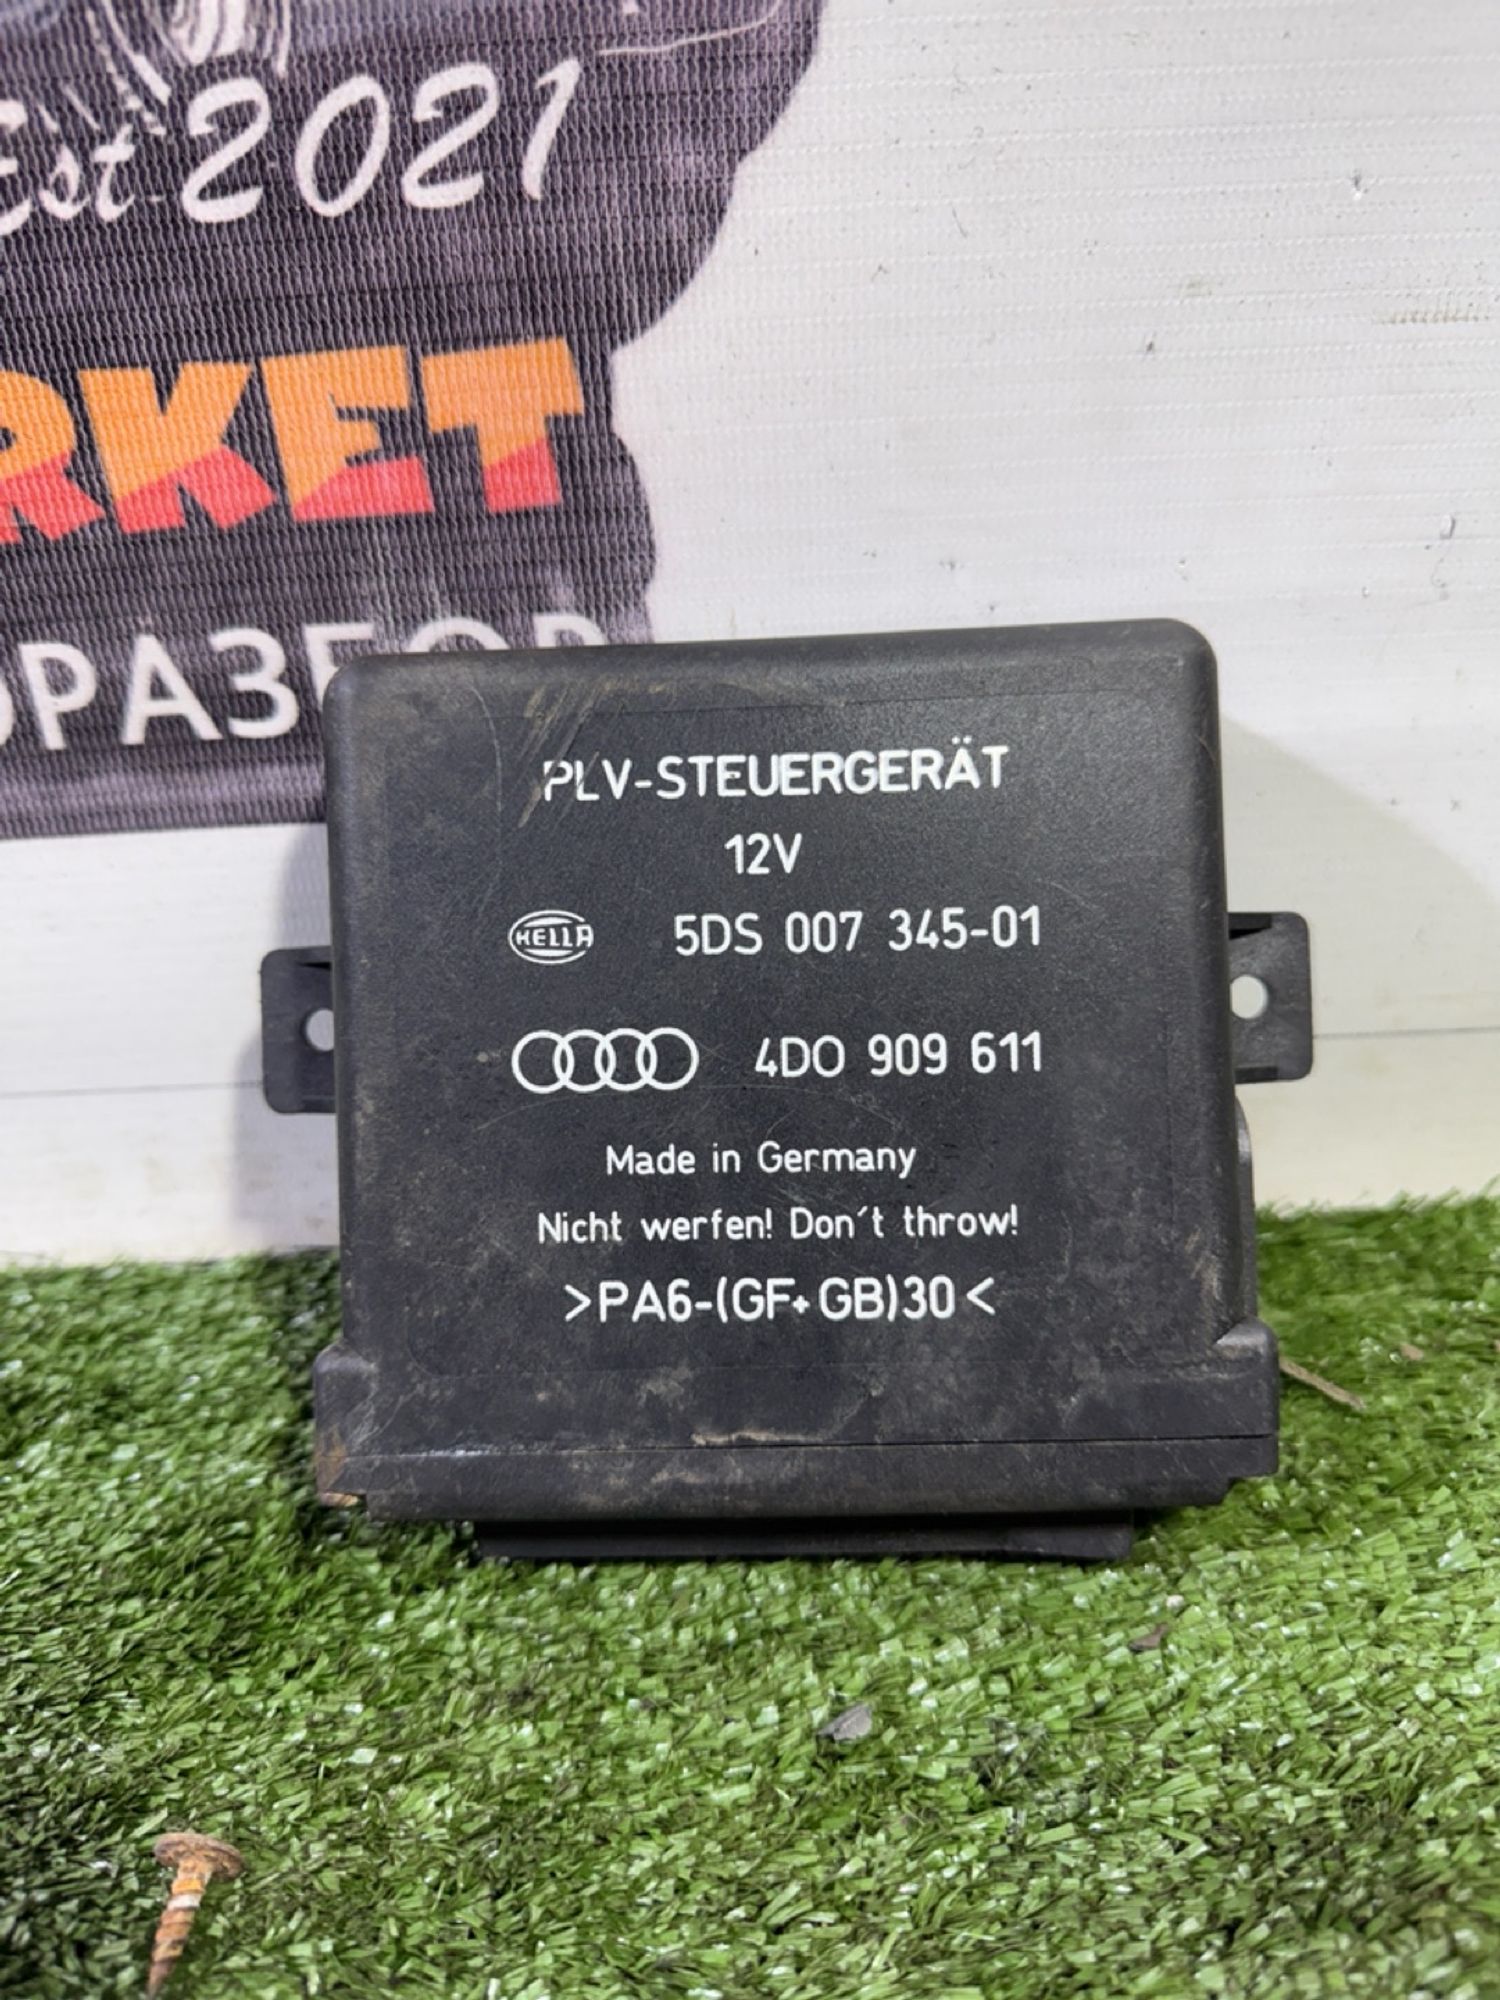 Est. 2021
RKET
РАЗБОР
PLV-STEUERGERÄT
12V
HELLA 5DS 007 345-01
4D0 909 611
Made in Germany
Nicht werfen! Don´t throw!
>PA6-(GF+GB)30<